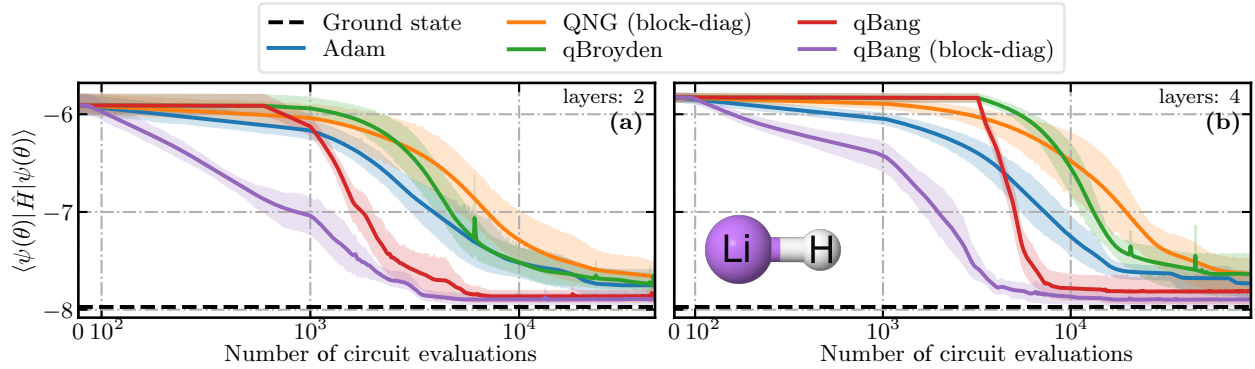 Ground state
QNG (block-diag)
qBang
Adam
qBroyden
qBang (block-diag)
⟨ψ(θ)|Ĥ|ψ(θ)⟩
−6
−7
−8
layers: 2
(a)
0 10² 10³ 10⁴
Number of circuit evaluations
layers: 4
(b)
Li H
0 10² 10³ 10⁴
Number of circuit evaluations